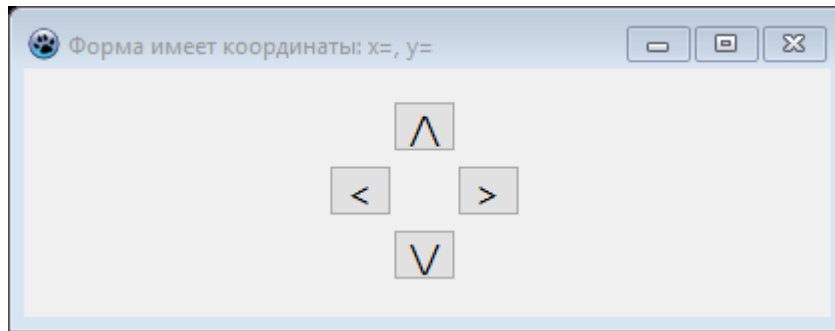 Форма имеет координаты: x=, y=
/\
< >
\/